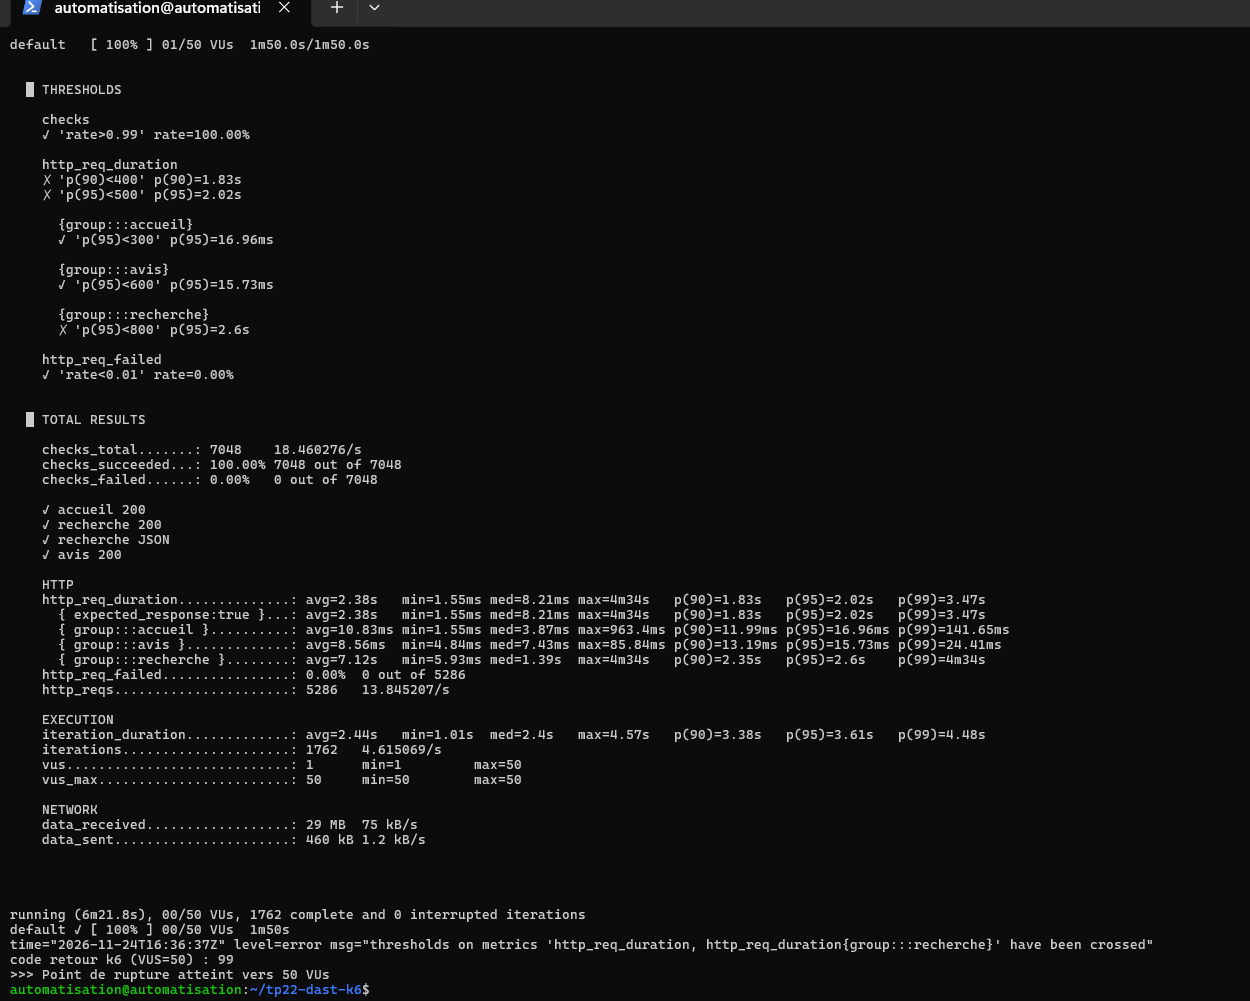 automatisation@automatisati
default   [ 100% ] 01/50 VUs  1m50.0s/1m50.0s
█ THRESHOLDS
checks
✓ 'rate>0.99' rate=100.00%
http_req_duration
✗ 'p(90)<400' p(90)=1.83s
✗ 'p(95)<500' p(95)=2.02s
{group:::accueil}
✓ 'p(95)<300' p(95)=16.96ms
{group:::avis}
✓ 'p(95)<600' p(95)=15.73ms
{group:::recherche}
✗ 'p(95)<800' p(95)=2.6s
http_req_failed
✓ 'rate<0.01' rate=0.00%
█ TOTAL RESULTS
checks_total.......: 7048    18.460276/s
checks_succeeded...: 100.00% 7048 out of 7048
checks_failed......: 0.00%   0 out of 7048
✓ accueil 200
✓ recherche 200
✓ recherche JSON
✓ avis 200
HTTP
http_req_duration..............: avg=2.38s   min=1.55ms med=8.21ms max=4m34s   p(90)=1.83s   p(95)=2.02s   p(99)=3.47s
{ expected_response:true }...: avg=2.38s   min=1.55ms med=8.21ms max=4m34s   p(90)=1.83s   p(95)=2.02s   p(99)=3.47s
{ group:::accueil }..........: avg=10.83ms min=1.55ms med=3.87ms max=963.4ms p(90)=11.99ms p(95)=16.96ms p(99)=141.65ms
{ group:::avis }.............: avg=8.56ms  min=4.84ms med=7.43ms max=85.84ms p(90)=13.19ms p(95)=15.73ms p(99)=24.41ms
{ group:::recherche }........: avg=7.12s   min=5.93ms med=1.39s  max=4m34s   p(90)=2.35s   p(95)=2.6s    p(99)=4m34s
http_req_failed................: 0.00%  0 out of 5286
http_reqs......................: 5286   13.845207/s
EXECUTION
iteration_duration.............: avg=2.44s   min=1.01s  med=2.4s   max=4.57s   p(90)=3.38s   p(95)=3.61s   p(99)=4.48s
iterations.....................: 1762   4.615069/s
vus............................: 1      min=1         max=50
vus_max........................: 50     min=50        max=50
NETWORK
data_received..................: 29 MB  75 kB/s
data_sent......................: 460 kB 1.2 kB/s
running (6m21.8s), 00/50 VUs, 1762 complete and 0 interrupted iterations
default ✓ [ 100% ] 00/50 VUs  1m50s
time="2026-11-24T16:36:37Z" level=error msg="thresholds on metrics 'http_req_duration, http_req_duration{group:::recherche}' have been crossed"
code retour k6 (VUS=50) : 99
>>> Point de rupture atteint vers 50 VUs
automatisation@automatisation:~/tp22-dast-k6$